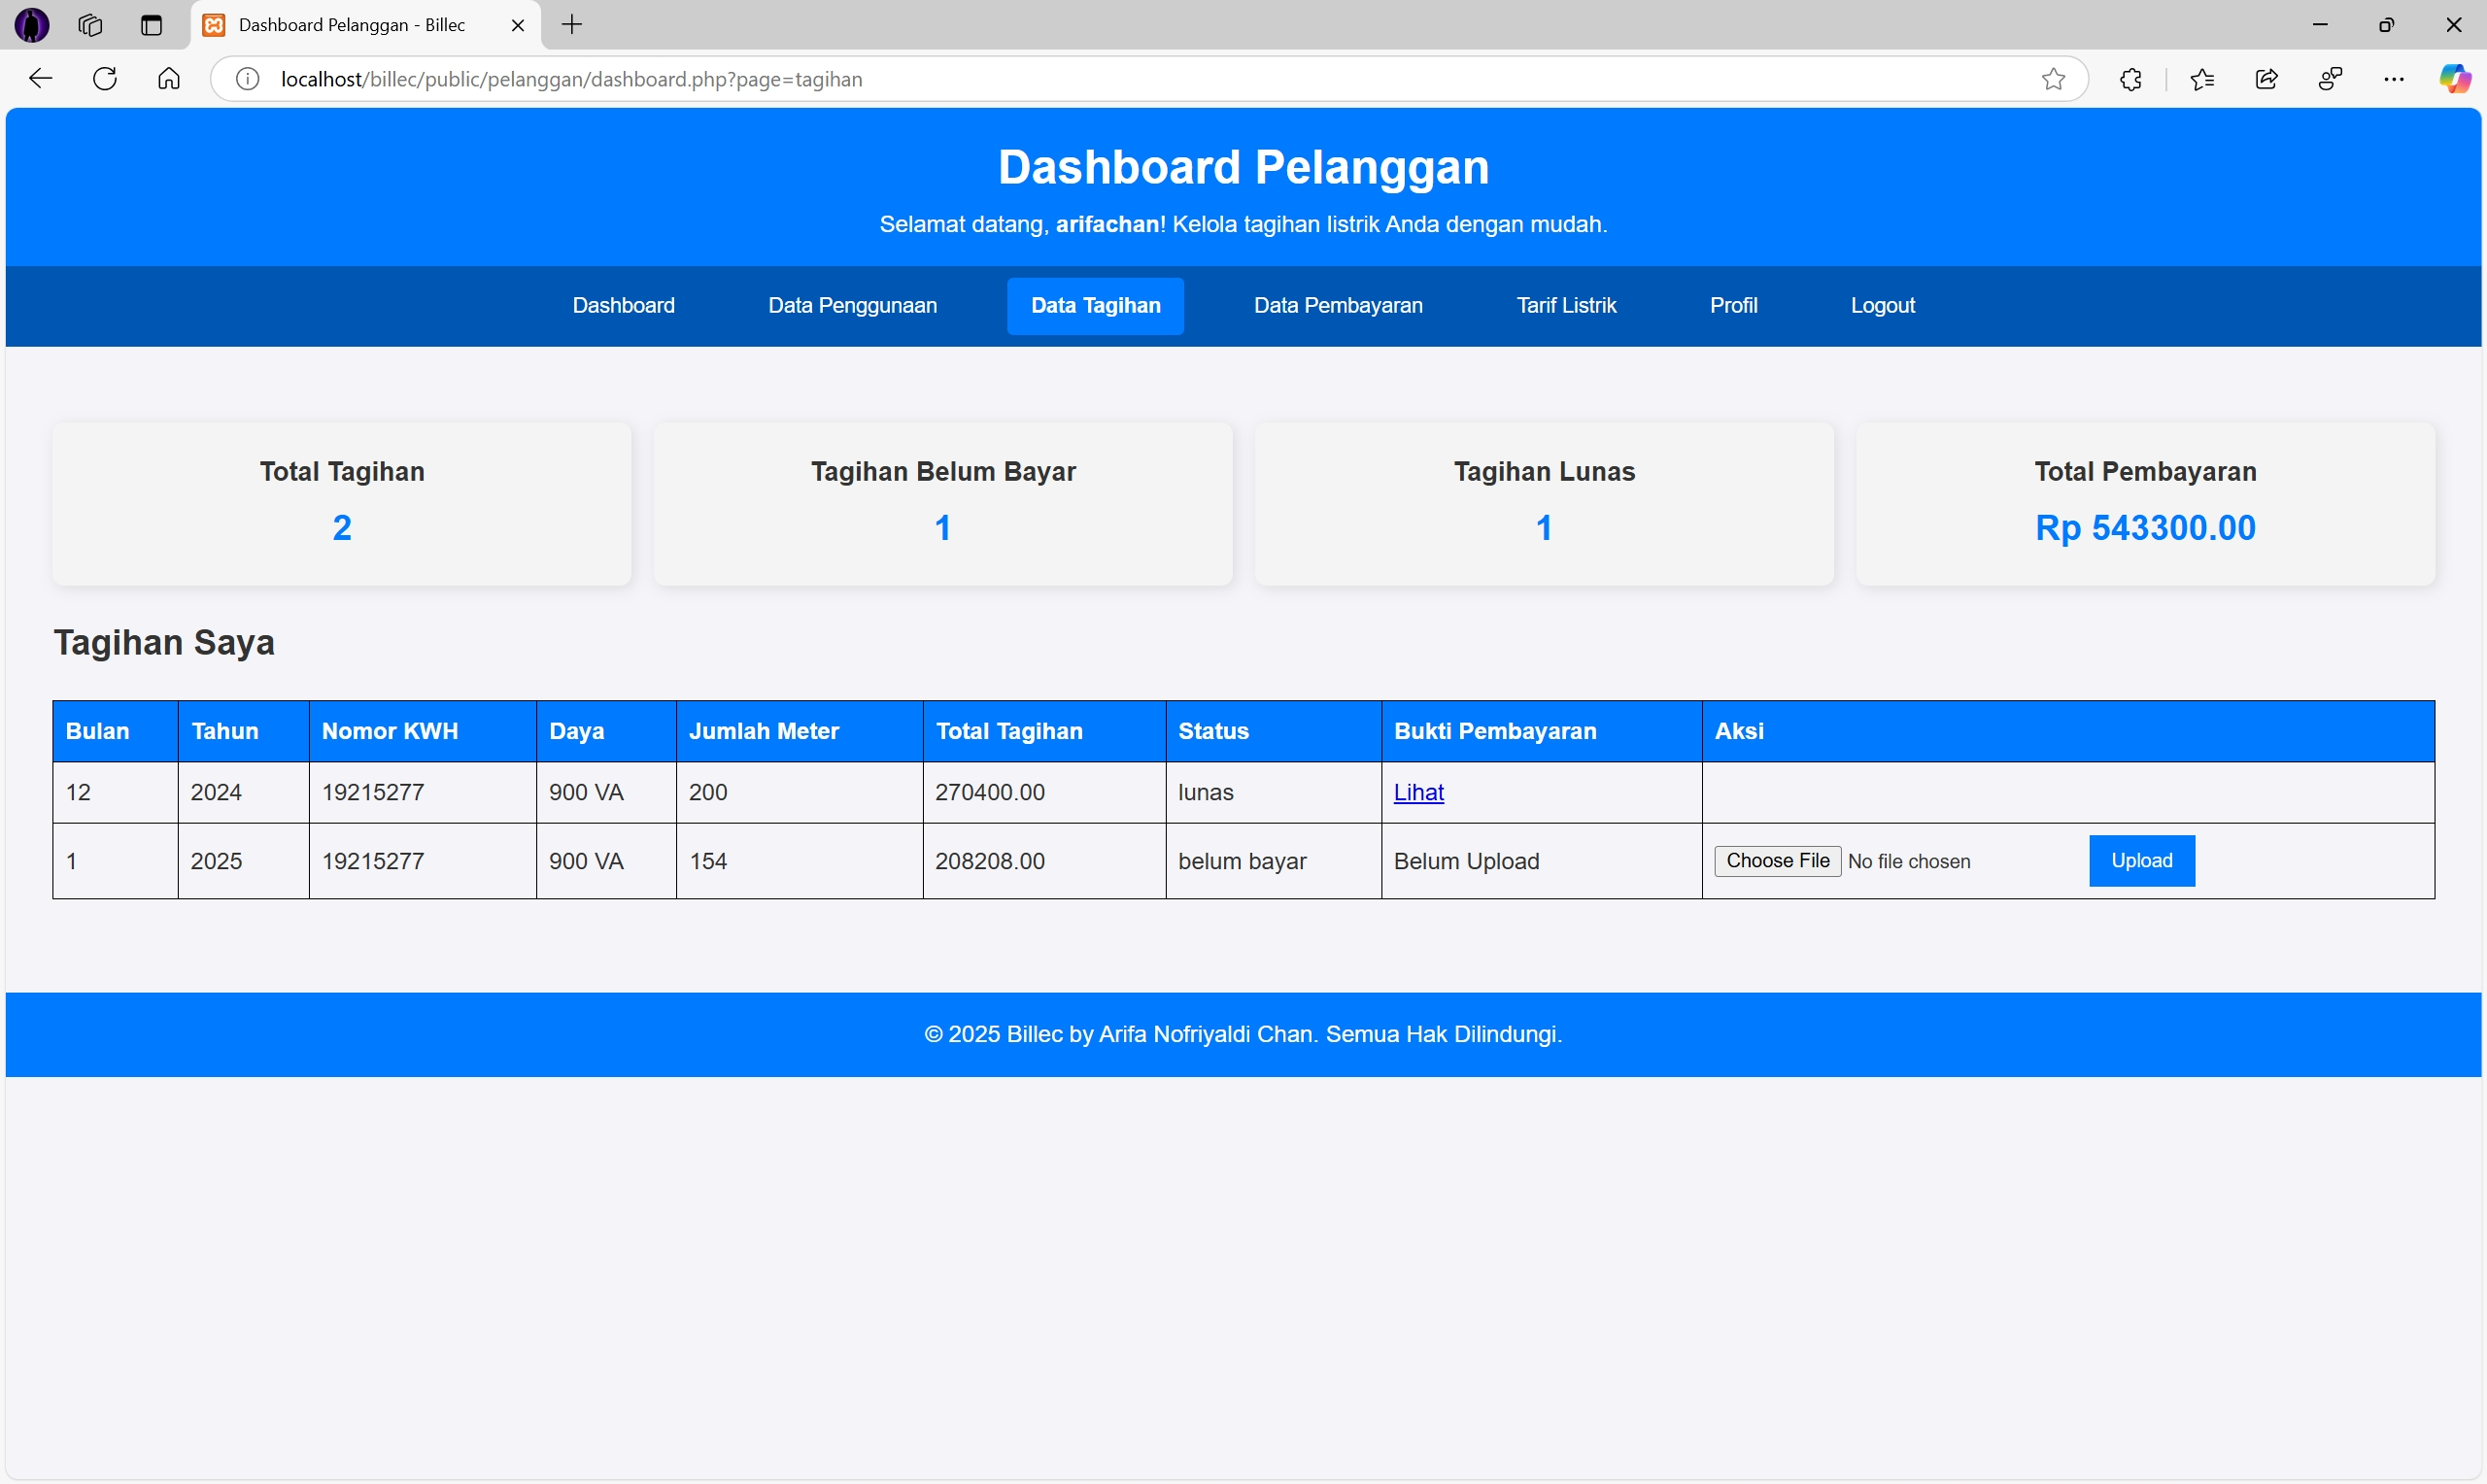 Dashboard Pelanggan - Billec
localhost/billec/public/pelanggan/dashboard.php?page=tagihan
Dashboard Pelanggan
Selamat datang, arifachan! Kelola tagihan listrik Anda dengan mudah.
Dashboard Data Penggunaan Data Tagihan Data Pembayaran Tarif Listrik Profil Logout
Total Tagihan Tagihan Belum Bayar Tagihan Lunas Total Pembayaran
2 1 1 Rp 543300.00
Tagihan Saya
Bulan Tahun Nomor KWH Daya Jumlah Meter Total Tagihan Status Bukti Pembayaran Aksi
12 2024 19215277 900 VA 200 270400.00 lunas Lihat
1 2025 19215277 900 VA 154 208208.00 belum bayar Belum Upload Choose File No file chosen Upload
© 2025 Billec by Arifa Nofriyaldi Chan. Semua Hak Dilindungi.